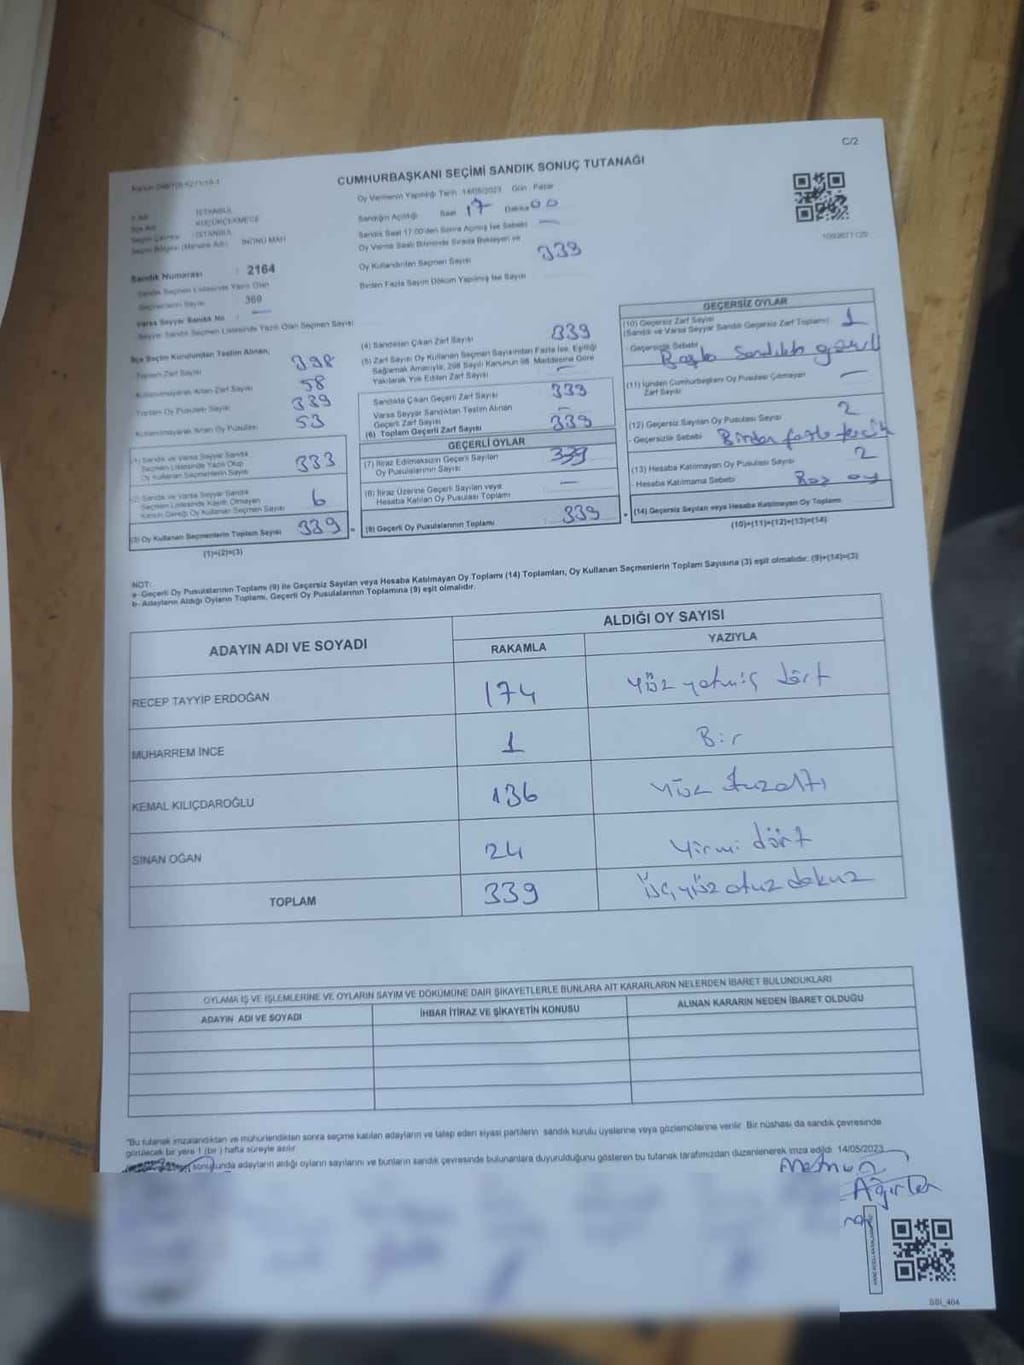 C/2
CUMHURBAŞKANI SEÇİMİ SANDIK SONUÇ TUTANAĞI
Oy Vermenin Yapıldığı Tarih 14/05/2023 Gün Pazar
Sandığın Açıldığı Saat 17 Dakika 00
Sandık Saat 17.00'den Sonra Açılmış İse Sebebi —
Oy Verme Saati Bitiminde Sırada Bekleyen ve
Oy Kullandırılan Seçmen Sayısı 339
Birden Fazla Sayım Döküm Yapılmış İse Sayısı
İSTANBUL
KÜÇÜKÇEKMECE
İSTANBUL
İNÖNÜ MAH
Sandık Numarası : 2164
Sandık Seçmen Listesinde Yazılı Olan
Seçmenlerin Sayısı 369
Varsa Seyyar Sandık No : —
Seyyar Sandık Seçmen Listesinde Yazılı Olan Seçmen Sayısı
İlçe Seçim Kurulundan Teslim Alınan,
Toplam Zarf Sayısı 398
Kullanılmayarak Artan Zarf Sayısı 58
Toplam Oy Pusulası Sayısı 339
Kullanılmayarak Artan Oy Pusulası 53
(1) Sandık ve Varsa Seyyar Sandık
Seçmen Listesinde Yazılı Olup
Oy Kullanan Seçmenlerin Sayısı 333
(2) Sandık ve Varsa Seyyar Sandık
Seçmen Listesinde Kayıtlı Olmayan
Kanun Gereği Oy Kullanan Seçmen Sayısı 6
(3) Oy Kullanan Seçmenlerin Toplam Sayısı 339
(1)+(2)=(3)
(4) Sandıktan Çıkan Zarf Sayısı 339
(5) Zarf Sayısı Oy Kullanan Seçmen Sayısından Fazla İse, Eşitliği
Sağlamak Amacıyla, 298 Sayılı Kanunun 98. Maddesine Göre
Yakılarak Yok Edilen Zarf Sayısı —
Sandıkta Çıkan Geçerli Zarf Sayısı 339
Varsa Seyyar Sandıktan Teslim Alınan
Geçerli Zarf Sayısı —
(6) Toplam Geçerli Zarf Sayısı 339
GEÇERLİ OYLAR
(7) İtiraz Edilmeksizin Geçerli Sayılan
Oy Pusulalarının Sayısı 339
(8) İtiraz Üzerine Geçerli Sayılan veya
Hesaba Katılan Oy Pusulası Toplamı —
(9) Geçerli Oy Pusulalarının Toplamı 339
GEÇERSİZ OYLAR
(10) Geçersiz Zarf Sayısı
(Sandık ve Varsa Seyyar Sandık Geçersiz Zarf Toplamı) 1
- Geçersizlik Sebebi Başka Sandıkta
(11) İçinden Cumhurbaşkanı Oy Pusulası Çıkmayan
Zarf Sayısı —
(12) Geçersiz Sayılan Oy Pusulası Sayısı 2
- Geçersizlik Sebebi Birden fazla tercih
(13) Hesaba Katılmayan Oy Pusulası Sayısı 2
- Hesaba Katılmama Sebebi Boş oy
(14) Geçersiz Sayılan veya Hesaba Katılmayan Oy Toplamı
(10)+(11)+(12)+(13)=(14)
NOT:
a- Geçerli Oy Pusulalarının Toplamı (9) ile Geçersiz Sayılan veya Hesaba Katılmayan Oy Toplamı (14) Toplamları, Oy Kullanan Seçmenlerin Toplam Sayısına (3) eşit olmalıdır. (9)+(14)=(3)
b- Adayların Aldığı Oyların Toplamı, Geçerli Oy Pusulalarının Toplamına (9) eşit olmalıdır.
ADAYIN ADI VE SOYADI ALDIĞI OY SAYISI
RAKAMLA YAZIYLA
RECEP TAYYİP ERDOĞAN 174 Yüz yetmiş dört
MUHARREM İNCE 1 Bir
KEMAL KILIÇDAROĞLU 136 Yüz
SİNAN OĞAN 24 Yirmi dört
TOPLAM 339 Üçyüz otuz dokuz
OYLAMA İŞ VE İŞLEMLERİNE VE OYLARIN SAYIM VE DÖKÜMÜNE DAİR ŞİKAYETLERLE BUNLARA AİT KARARLARIN NELERDEN İBARET BULUNDUKLARI
ADAYIN ADI VE SOYADI İHBAR İTİRAZ VE ŞİKAYETİN KONUSU ALINAN KARARIN NEDEN İBARET OLDUĞU
"Bu tutanak imzalandıktan ve mühürlendikten sonra seçime katılan adayların ve talep eden siyasi partilerin sandık kurulu üyelerine veya gözlemcilerine verilir. Bir nüshası da sandık çevresinde
görülecek bir yere 1 (bir) hafta süreyle asılır.
sonucunda adayların aldığı oyların sayılarını ve bunların sandık çevresinde bulunanlara duyurulduğunu gösteren bu tutanak tarafımızdan düzenlenerek imza edildi 14/05/2023
SSI_404